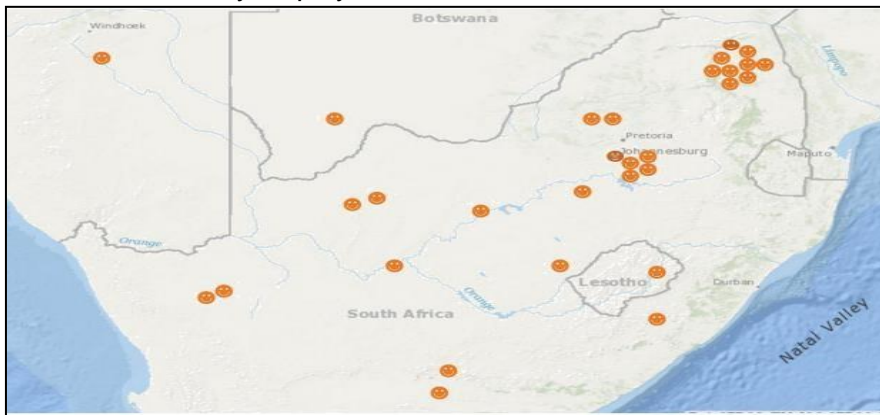 Botswana
Windhoek
Limpopo
Pretoria
Johannesburg
Maputo
Orange
Orange
Lesotho
Durban
South Africa
Natal Valley